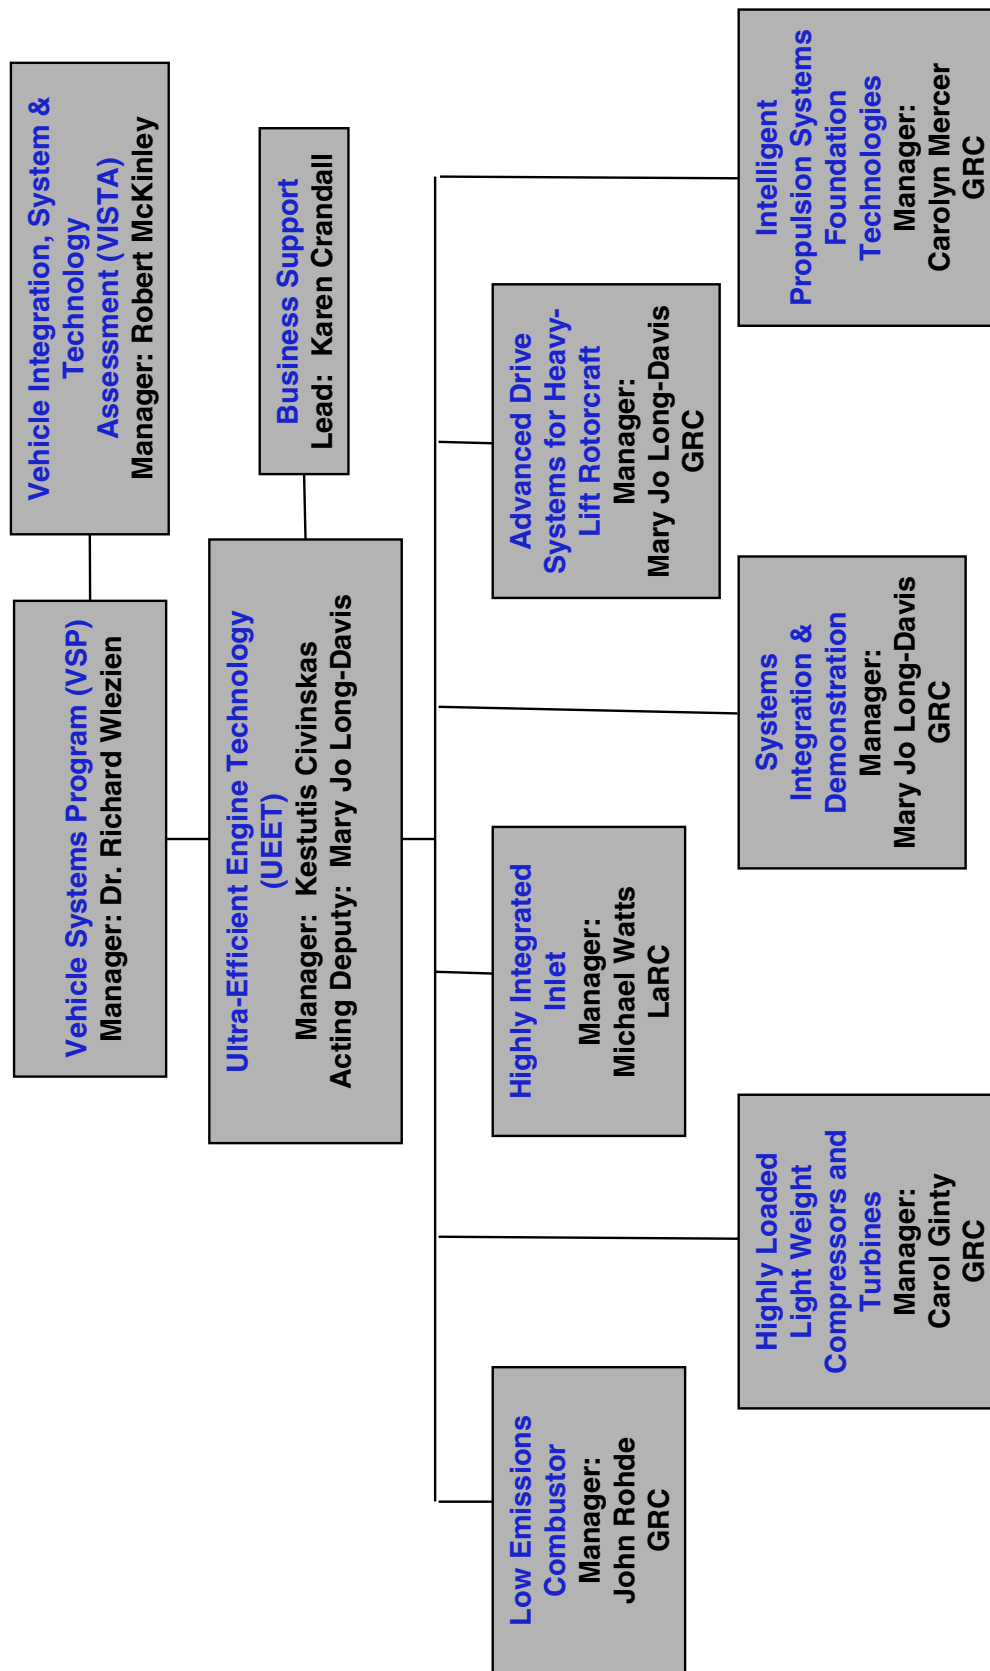 Vehicle Systems Program (VSP)
Manager: Dr. Richard Wlezien
Vehicle Integration, System &
Technology
Assessment (VISTA)
Manager: Robert McKinley
Ultra-Efficient Engine Technology
(UEET)
Manager: Kestutis Civinskas
Acting Deputy: Mary Jo Long-Davis
Business Support
Lead: Karen Crandall
Low Emissions
Combustor
Manager:
John Rohde
GRC
Highly Integrated
Inlet
Manager:
Michael Watts
LaRC
Advanced Drive
Systems for Heavy-
Lift Rotorcraft
Manager:
Mary Jo Long-Davis
GRC
Highly Loaded
Light Weight
Compressors and
Turbines
Manager:
Carol Ginty
GRC
Systems
Integration &
Demonstration
Manager:
Mary Jo Long-Davis
GRC
Intelligent
Propulsion Systems
Foundation
Technologies
Manager:
Carolyn Mercer
GRC